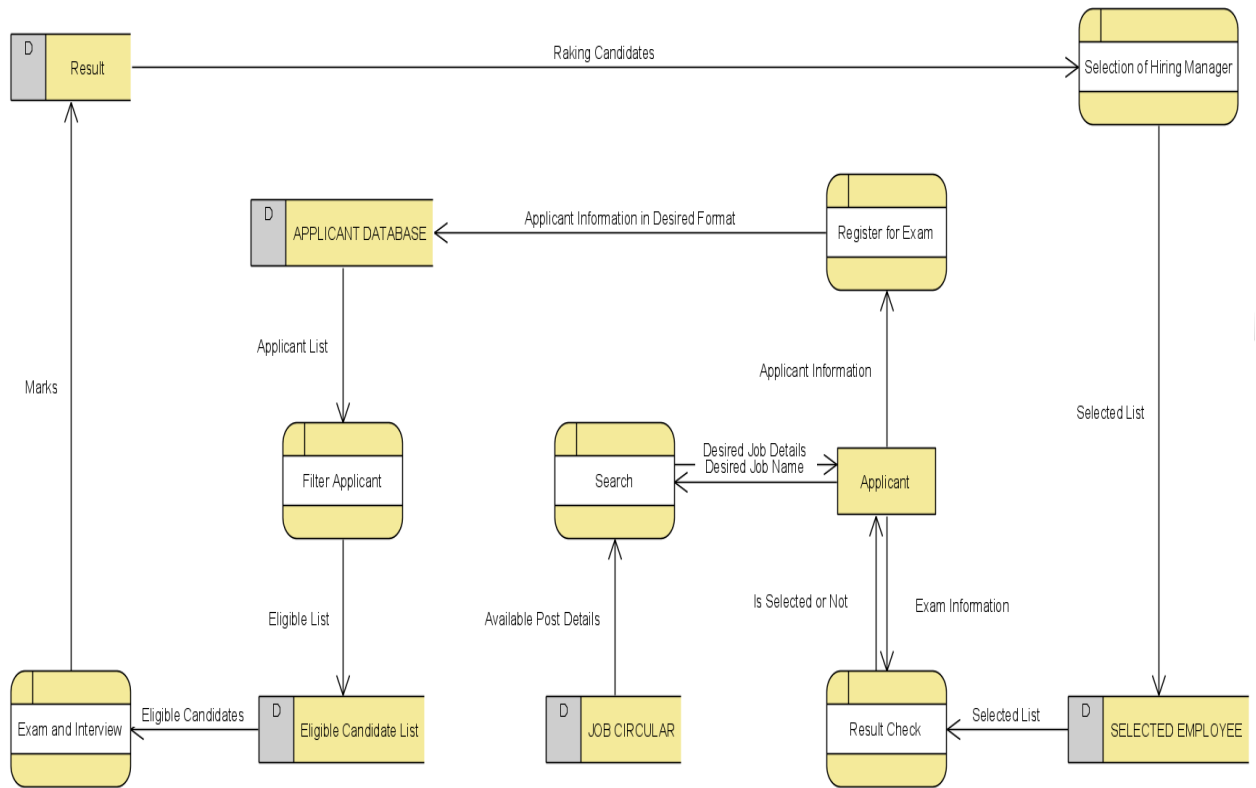 D
Result
Raking Candidates
Selection of Hiring Manager
D
APPLICANT DATABASE
Applicant Information in Desired Format
Register for Exam
Applicant List
Applicant Information
Marks
Selected List
Filter Applicant
Search
Desired Job Details
Desired Job Name
Applicant
Eligible List
Available Post Details
Is Selected or Not
Exam Information
Exam and Interview
Eligible Candidates
D
Eligible Candidate List
D
JOB CIRCULAR
Result Check
Selected List
D
SELECTED EMPLOYEE